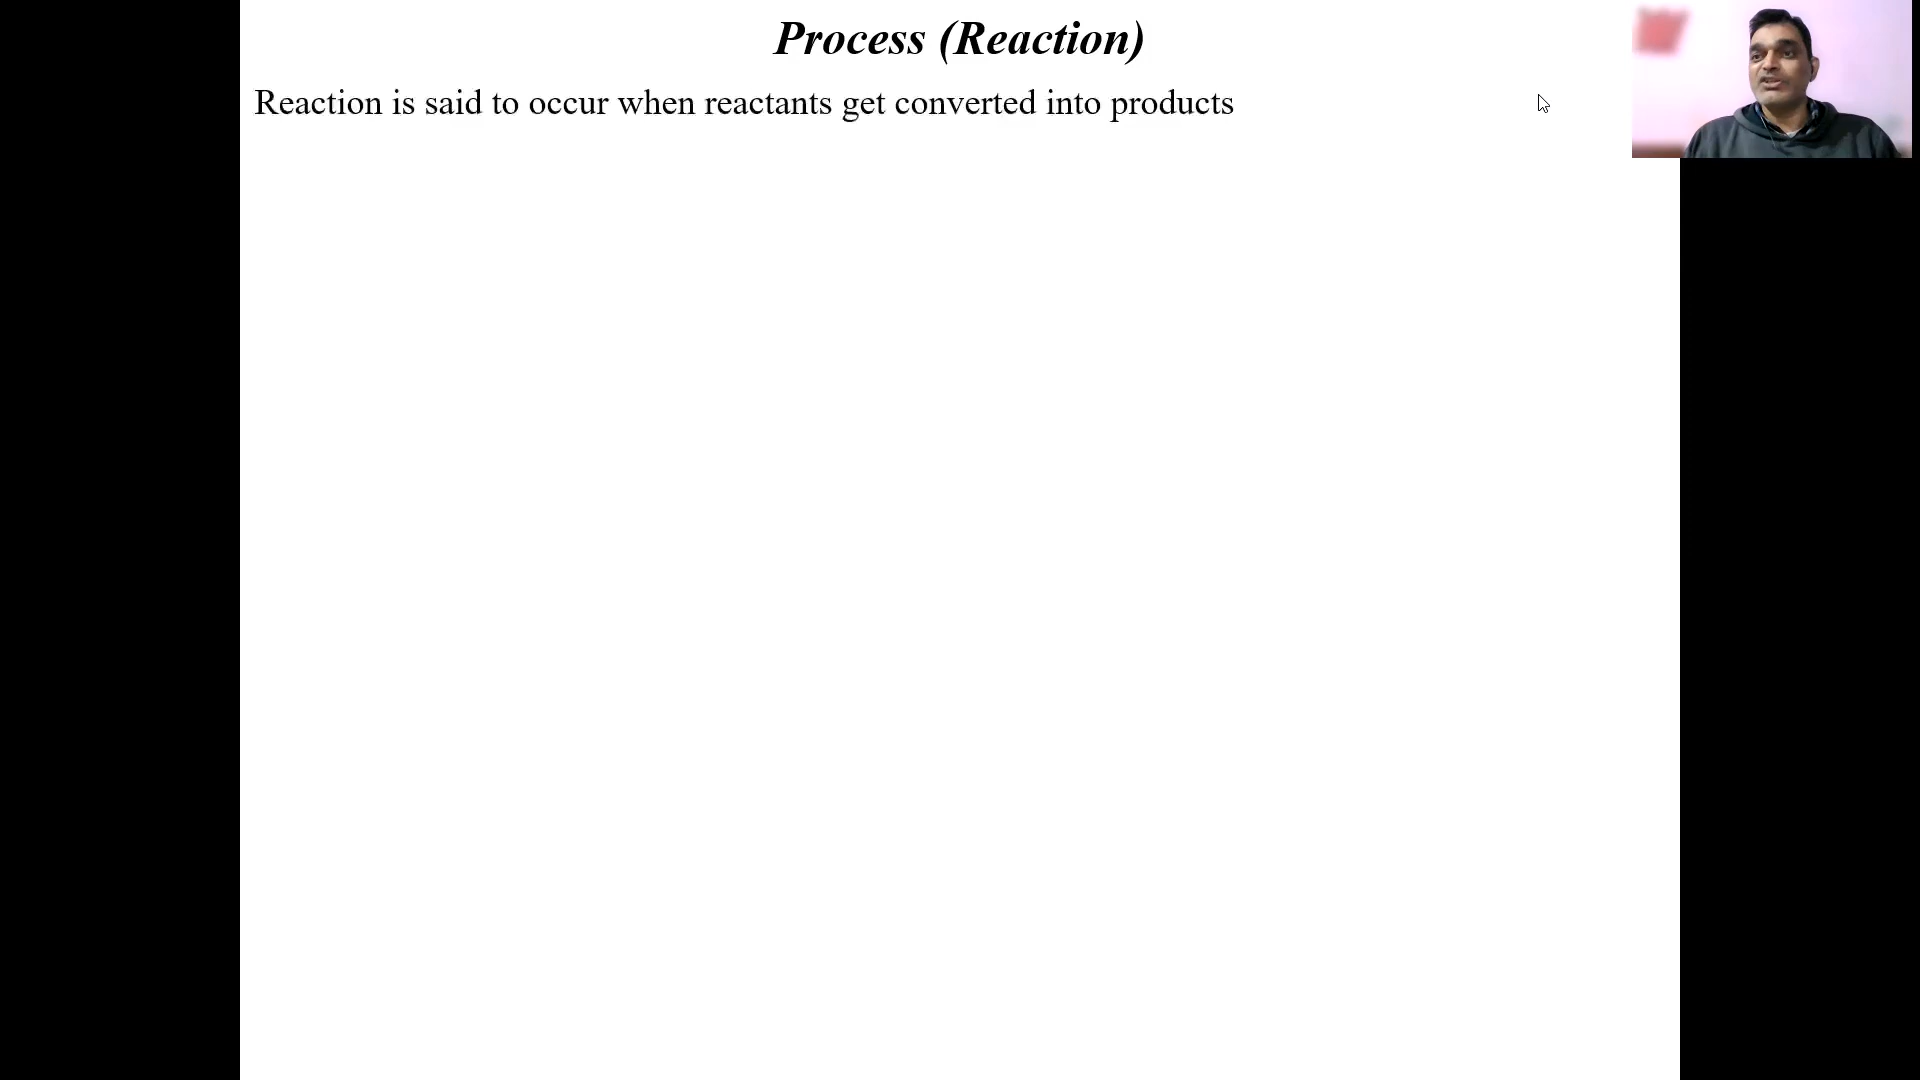 Process (Reaction)
Reaction is said to occur when reactants get converted into products